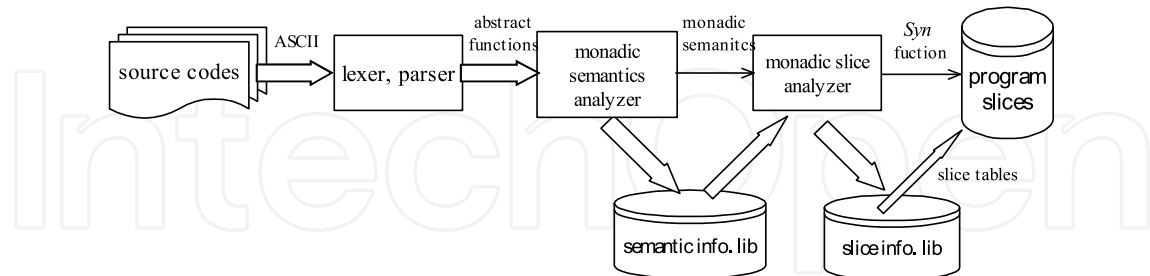 source codes
ASCII
lexer, parser
abstract
functions
monadic
semantics
analyzer
monadic
semanitcs
monadic slice
analyzer
Syn
fuction
program
slices
semantic info. lib
slice info. lib
slice tables
IntechOpen